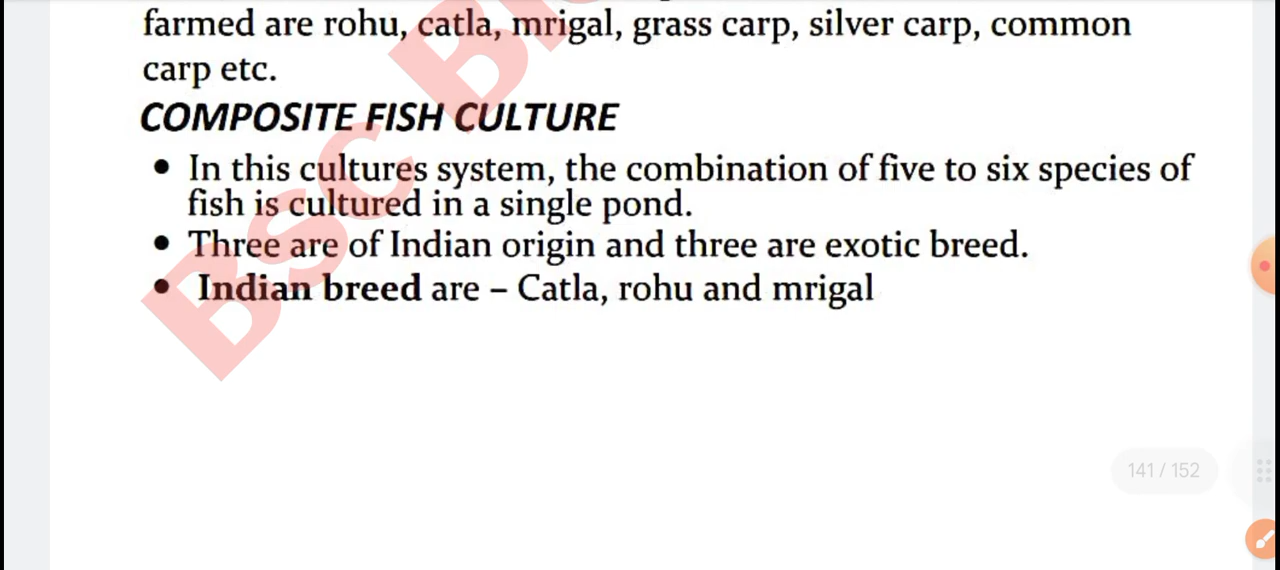 farmed are rohu, catla, mrigal, grass carp, silver carp, common
carp etc.
COMPOSITE FISH CULTURE
• In this cultures system, the combination of five to six species of
fish is cultured in a single pond.
• Three are of Indian origin and three are exotic breed.
• Indian breed are – Catla, rohu and mrigal
BSC
141 / 152